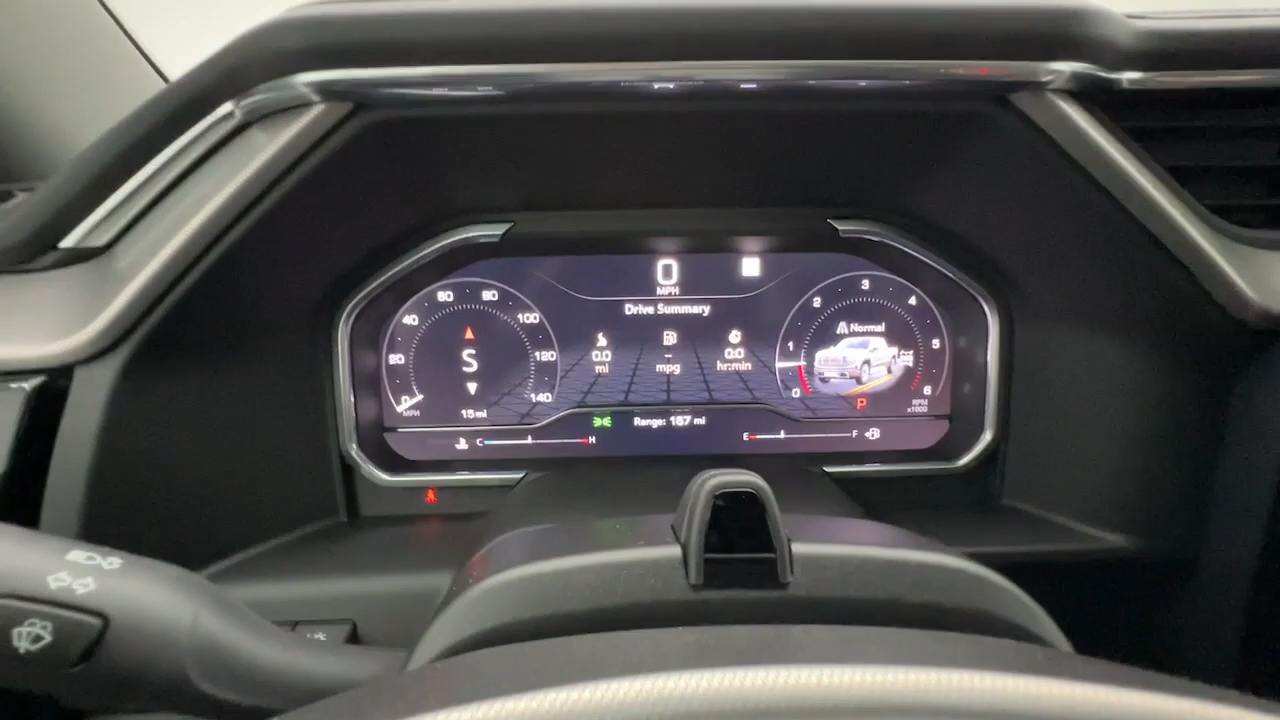 0
MPH
Drive Summary
0.0
mi
--
mpg
0:0
hr:min
0
20
40
60
80
100
120
140
MPH
S
15 mi
0
1
2
3
4
5
6
Normal
P
RPM
x1000
Range: 167 mi
C
H
E
F